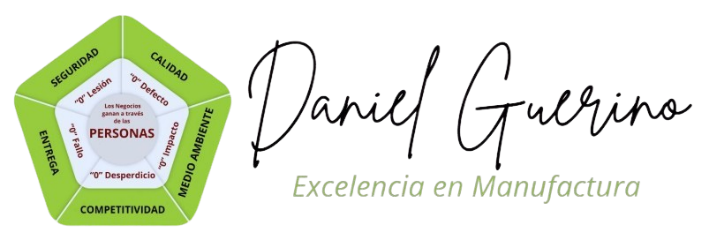 SEGURIDAD
CALIDAD
"0" Lesión
"0" Defecto
Los Negocios
ganan a través
de las
PERSONAS
ENTREGA
"0" Fallo
"0" Impacto
MEDIO AMBIENTE
"0" Desperdicio
COMPETITIVIDAD
Daniel Guerino
Excelencia en Manufactura